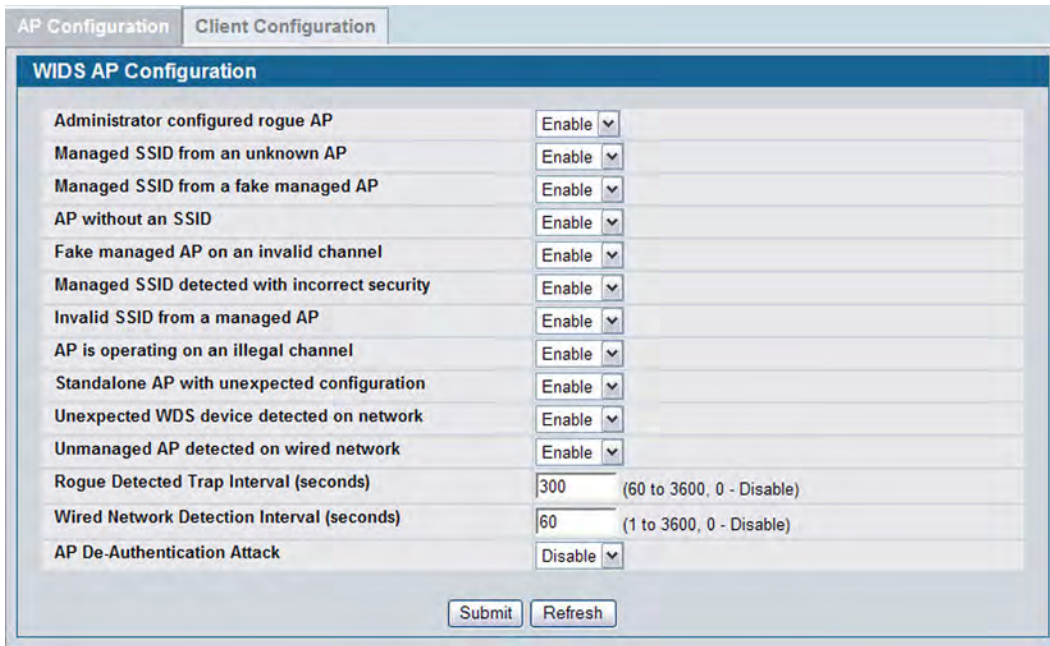 AP Configuration Client Configuration
WIDS AP Configuration
Administrator configured rogue AP Enable
Managed SSID from an unknown AP Enable
Managed SSID from a fake managed AP Enable
AP without an SSID Enable
Fake managed AP on an invalid channel Enable
Managed SSID detected with incorrect security Enable
Invalid SSID from a managed AP Enable
AP is operating on an illegal channel Enable
Standalone AP with unexpected configuration Enable
Unexpected WDS device detected on network Enable
Unmanaged AP detected on wired network Enable
Rogue Detected Trap Interval (seconds) 300 (60 to 3600, 0 - Disable)
Wired Network Detection Interval (seconds) 60 (1 to 3600, 0 - Disable)
AP De-Authentication Attack Disable
Submit Refresh